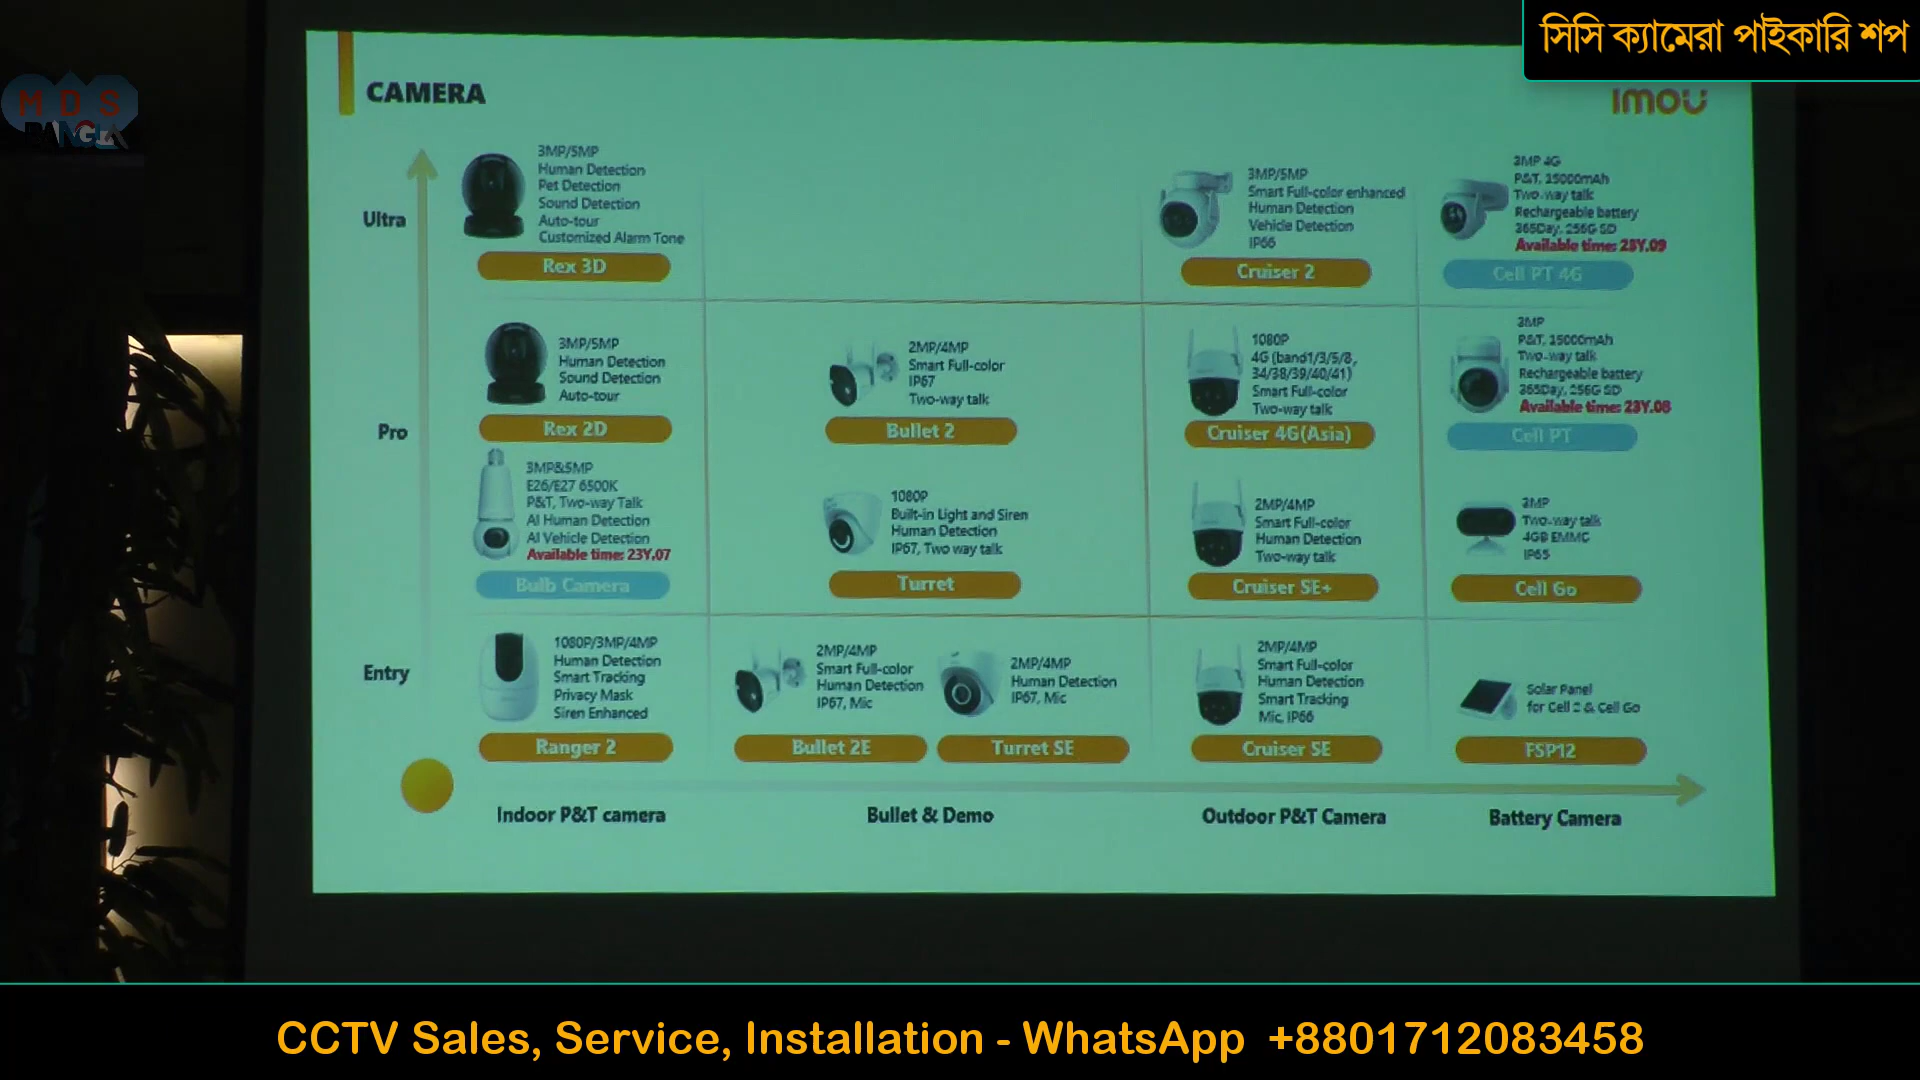 সিসি ক্যামেরা পাইকারি শপ
MDS
BANGLA
CAMERA
imou
Ultra
3MP/5MP
Human Detection
Pet Detection
Sound Detection
Auto-tour
Customized Alarm Tone
Rex 3D
3MP/5MP
Smart Full-color enhanced
Human Detection
Vehicle Detection
IP66
Cruiser 2
3MP 4G
P&T, 15000mAh
Two-way talk
Rechargeable battery
365Day, 256G SD
Available time: 23Y.09
Cell PT 4G
Pro
3MP/5MP
Human Detection
Sound Detection
Auto-tour
Rex 2D
2MP/4MP
Smart Full-color
IP67
Two-way talk
Bullet 2
1080P
4G (band1/3/5/8,
34/38/39/40/41)
Smart Full-color
Two-way talk
Cruiser 4G(Asia)
3MP
P&T, 15000mAh
Two-way talk
Rechargeable battery
365Day, 256G SD
Available time: 23Y.08
Cell PT
3MP&5MP
E26/E27 6500K
P&T, Two-way Talk
AI Human Detection
AI Vehicle Detection
Available time: 23Y.07
Bulb Camera
1080P
Built-in Light and Siren
Human Detection
IP67, Two way talk
Turret
2MP/4MP
Smart Full-color
Human Detection
Two-way talk
Cruiser SE+
3MP
Two-way talk
4GB EMMC
IP65
Cell Go
Entry
1080P/3MP/4MP
Human Detection
Smart Tracking
Privacy Mask
Siren Enhanced
Ranger 2
2MP/4MP
Smart Full-color
Human Detection
IP67, Mic
Bullet 2E
2MP/4MP
Human Detection
IP67, Mic
Turret SE
2MP/4MP
Smart Full-color
Human Detection
Smart Tracking
Mic, IP66
Cruiser SE
Solar Panel
for Cell 2 & Cell Go
FSP12
Indoor P&T camera
Bullet & Demo
Outdoor P&T Camera
Battery Camera
CCTV Sales, Service, Installation - WhatsApp +8801712083458